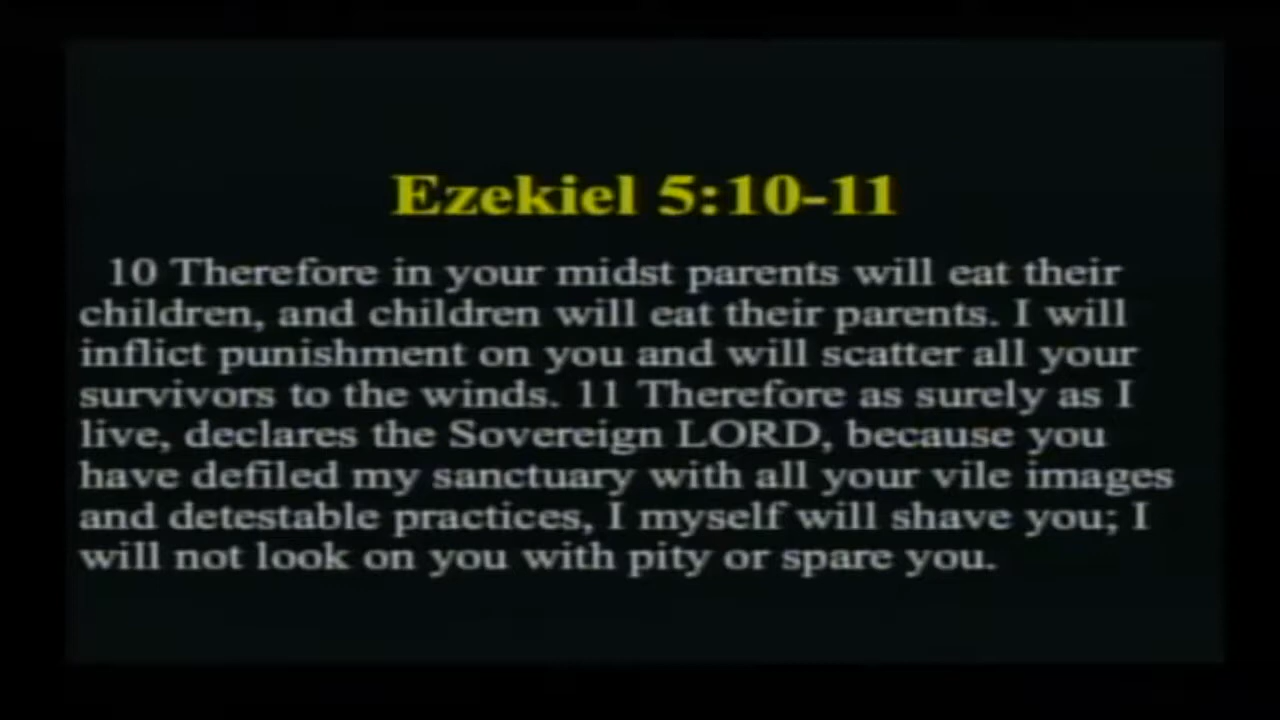 Ezekiel 5:10-11
10 Therefore in your midst parents will eat their
children, and children will eat their parents. I will
inflict punishment on you and will scatter all your
survivors to the winds. 11 Therefore as surely as I
live, declares the Sovereign LORD, because you
have defiled my sanctuary with all your vile images
and detestable practices, I myself will shave you; I
will not look on you with pity or spare you.